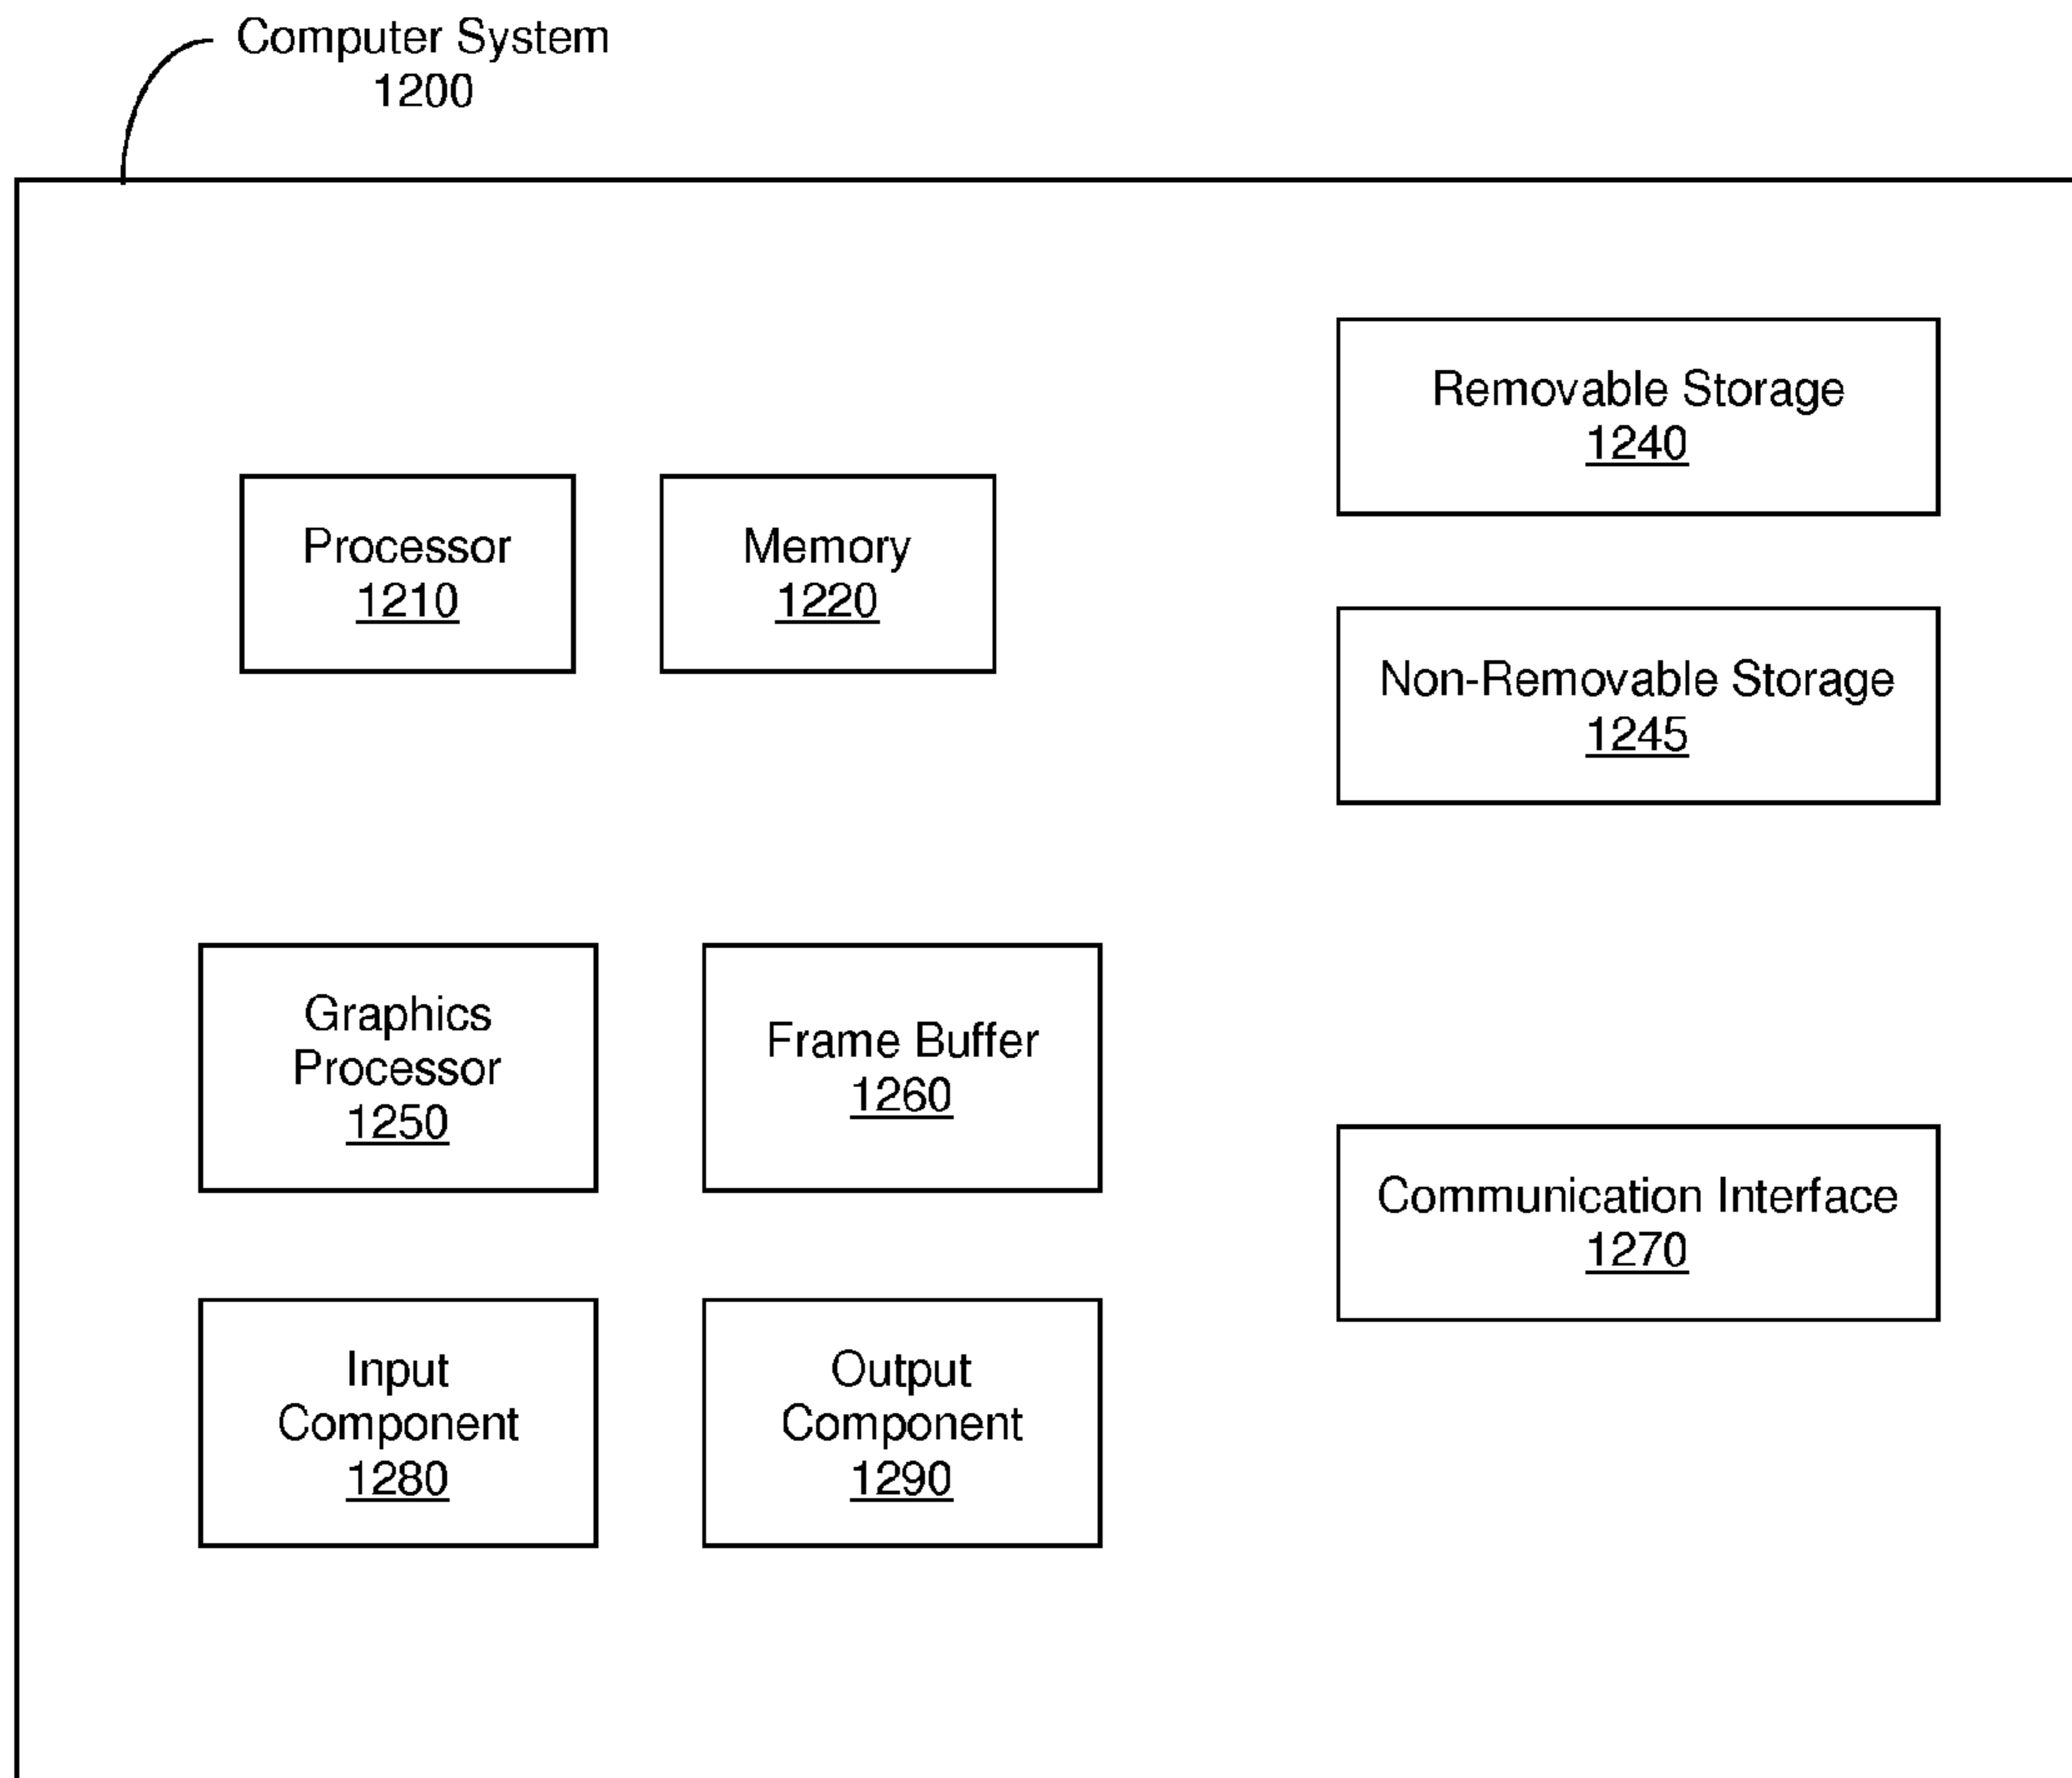 Computer System
1200
Removable Storage
1240
Processor
1210
Memory
1220
Non-Removable Storage
1245
Graphics
Processor
1250
Frame Buffer
1260
Communication Interface
1270
Input
Component
1280
Output
Component
1290